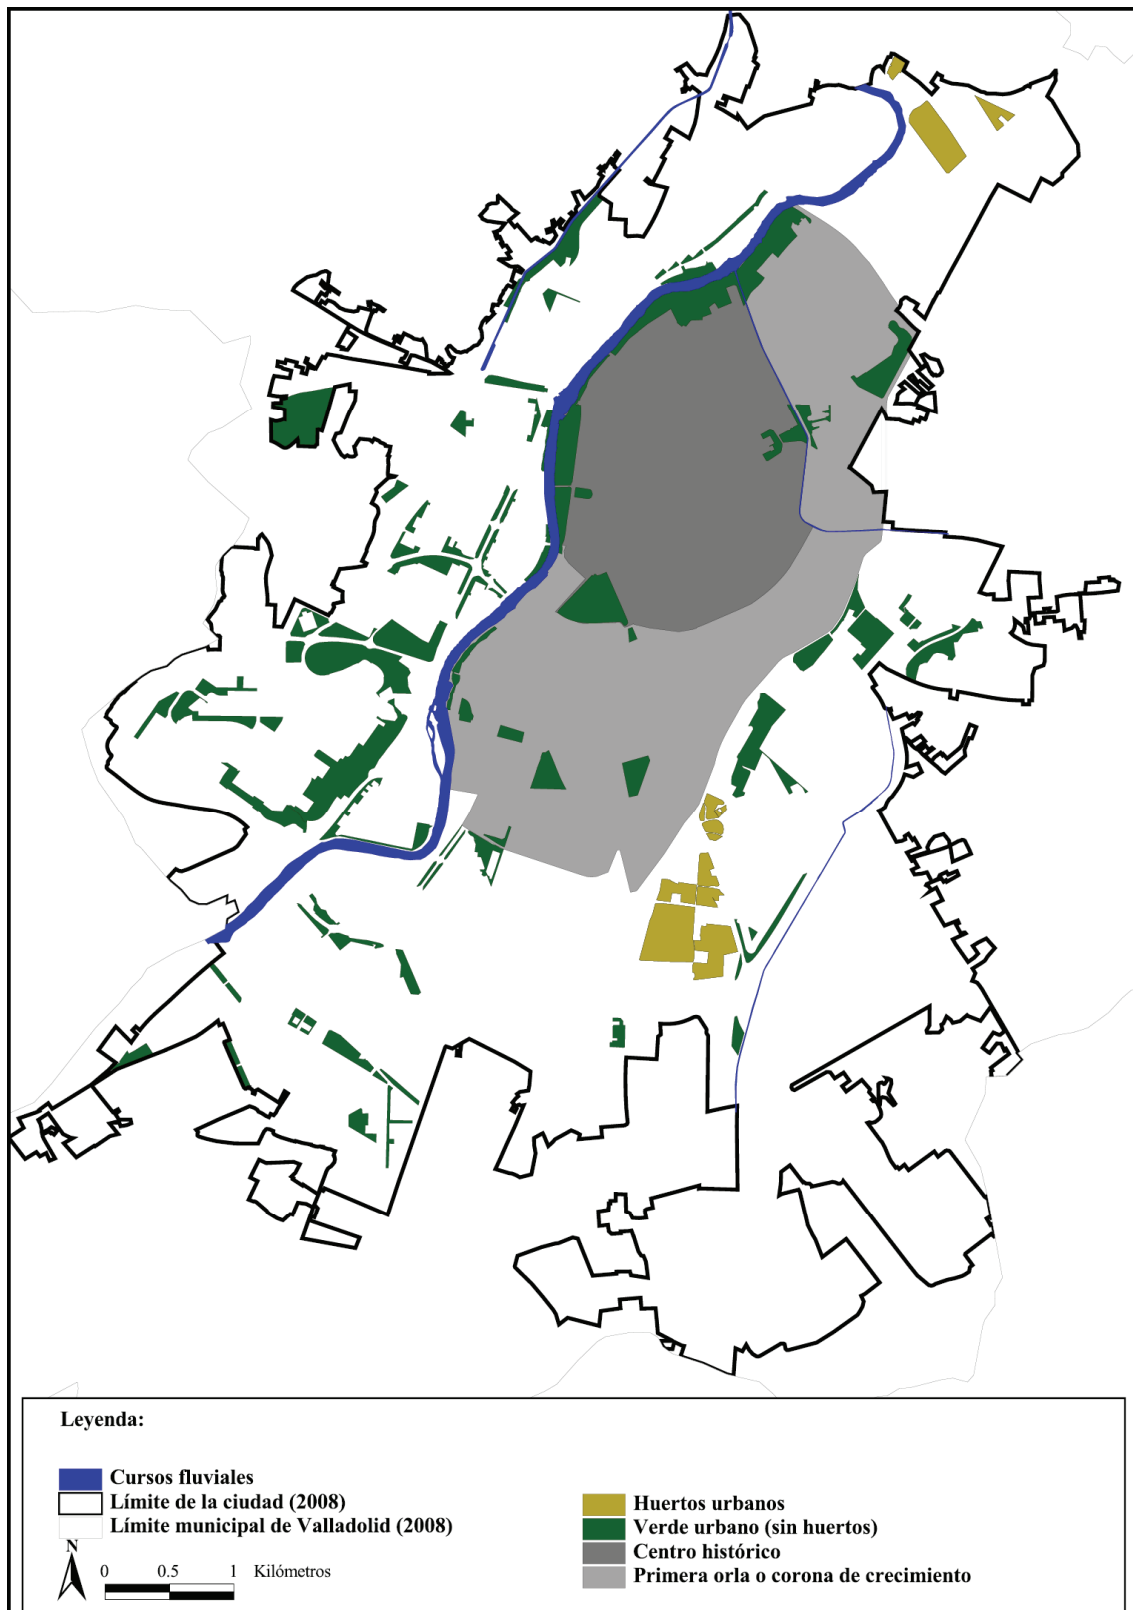 Leyenda:
Cursos fluviales
Límite de la ciudad (2008)
Límite municipal de Valladolid (2008)
N
0 0.5 1 Kilómetros
Huertos urbanos
Verde urbano (sin huertos)
Centro histórico
Primera orla o corona de crecimiento